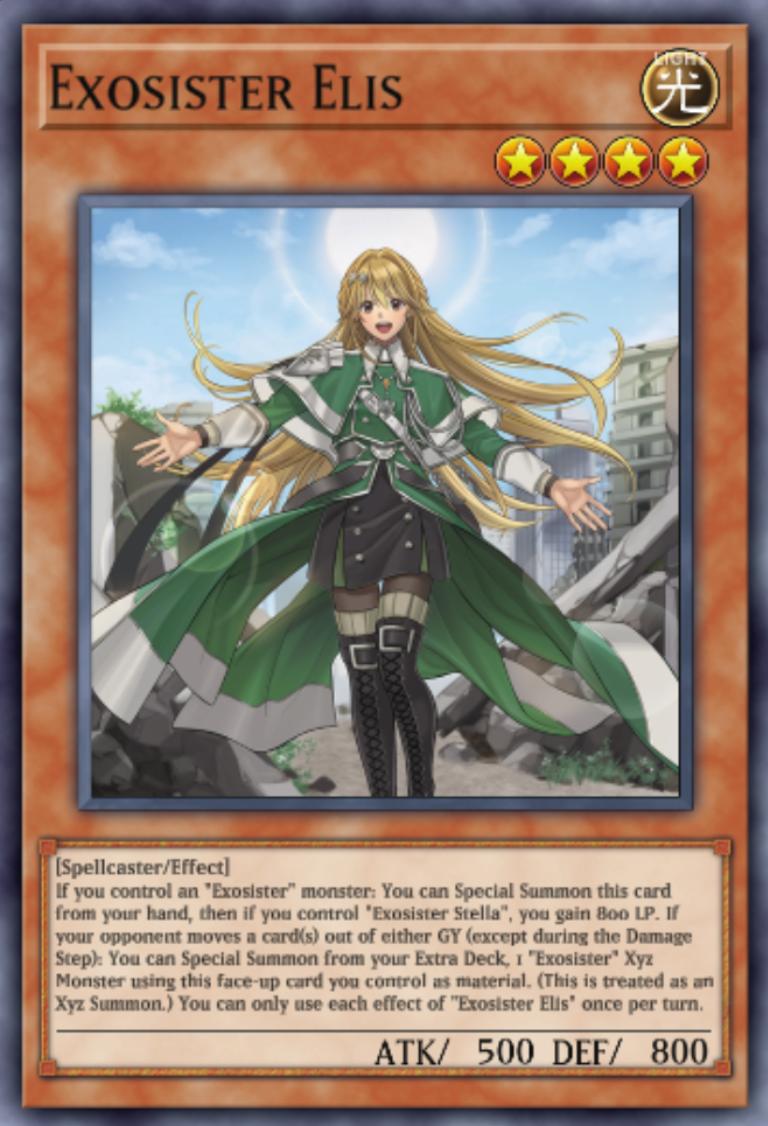 Exosister Elis
LIGHT
光
[Spellcaster/Effect]
If you control an "Exosister" monster: You can Special Summon this card
from your hand, then if you control "Exosister Stella", you gain 800 LP. If
your opponent moves a card(s) out of either GY (except during the Damage
Step): You can Special Summon from your Extra Deck, 1 "Exosister" Xyz
Monster using this face-up card you control as material. (This is treated as an
Xyz Summon.) You can only use each effect of "Exosister Elis" once per turn.
ATK/ 500 DEF/ 800